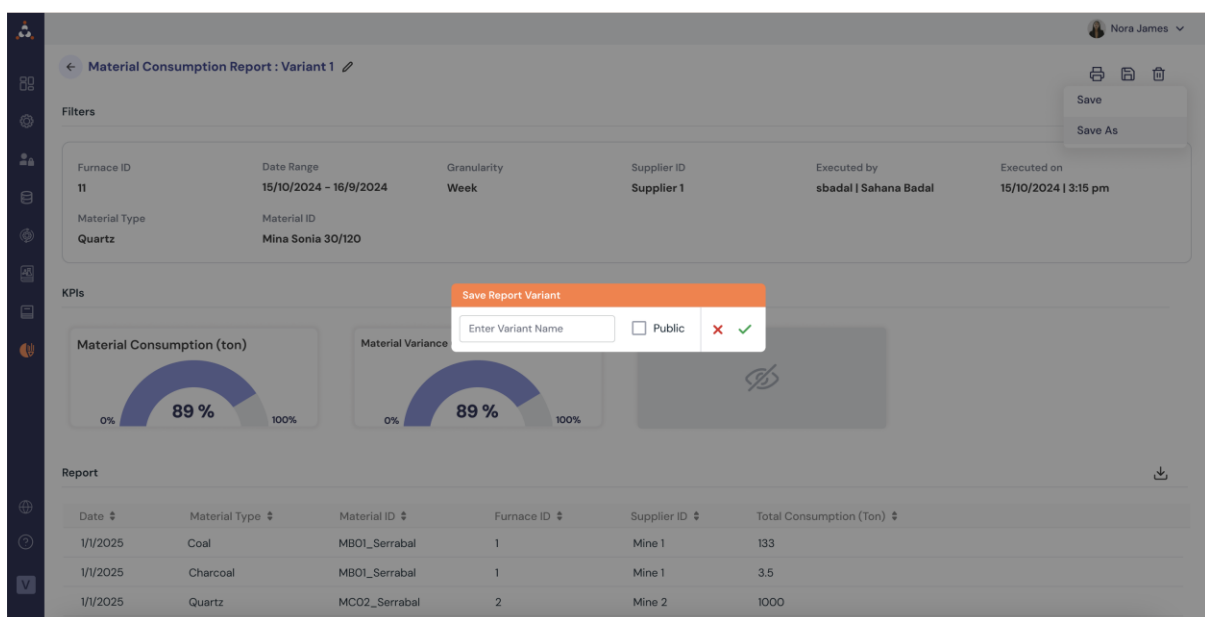 Nora James
Material Consumption Report : Variant 1
Save
Filters
Save As
Furnace ID Date Range Granularity Supplier ID Executed by Executed on
11 15/10/2024 - 16/9/2024 Week Supplier 1 sbadal | Sahana Badal 15/10/2024 | 3:15 pm
Material Type Material ID
Quartz Mina Sonia 30/120
KPIs
Save Report Variant
Enter Variant Name Public
Material Consumption (ton) Material Variance
89 % 89 %
0% 100% 0% 100%
Report
Date Material Type Material ID Furnace ID Supplier ID Total Consumption (Ton)
1/1/2025 Coal MB01_Serrabal 1 Mine 1 133
1/1/2025 Charcoal MB01_Serrabal 1 Mine 1 3.5
V
1/1/2025 Quartz MC02_Serrabal 2 Mine 2 1000